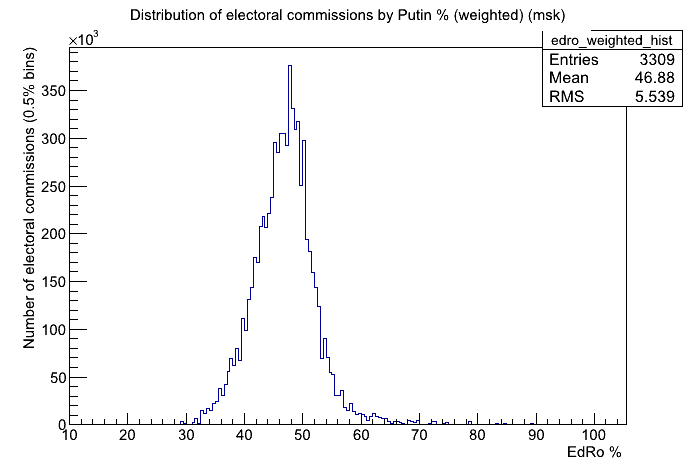 Distribution of electoral commissions by Putin % (weighted) (msk)
×10³
edro_weighted_hist
Entries 3309
Mean 46.88
RMS 5.539
Number of electoral commissions (0.5% bins)
350
300
250
200
150
100
50
0
10 20 30 40 50 60 70 80 90 100
EdRo %